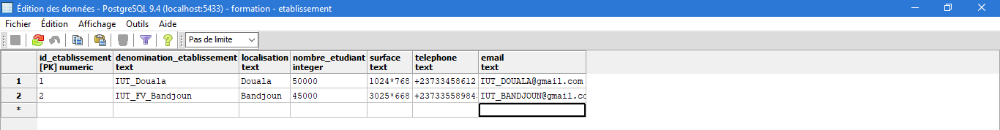 Édition des données - PostgreSQL 9.4 (localhost:5433) - formation - etablissement
Fichier Édition Affichage Outils Aide
Pas de limite
id_etablissement denomination_etablissement localisation nombre_etudiant surface telephone email
[PK] numeric text text integer text text text
1 1 IUT_Douala Douala 50000 1024*768 +23733458612 IUT_DOUALA@gmail.com
2 2 IUT_FV_Bandjoun Bandjoun 45000 3025*668 +2373355898 IUT_BANDJOUN@gmail.co
*